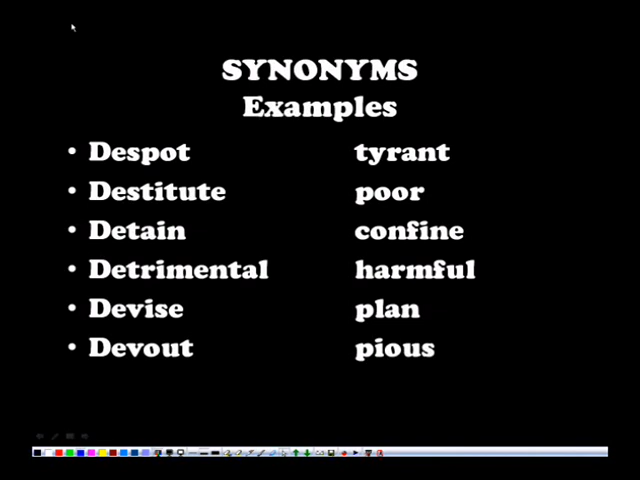 SYNONYMS
Examples
• Despot tyrant
• Destitute poor
• Detain confine
• Detrimental harmful
• Devise plan
• Devout pious